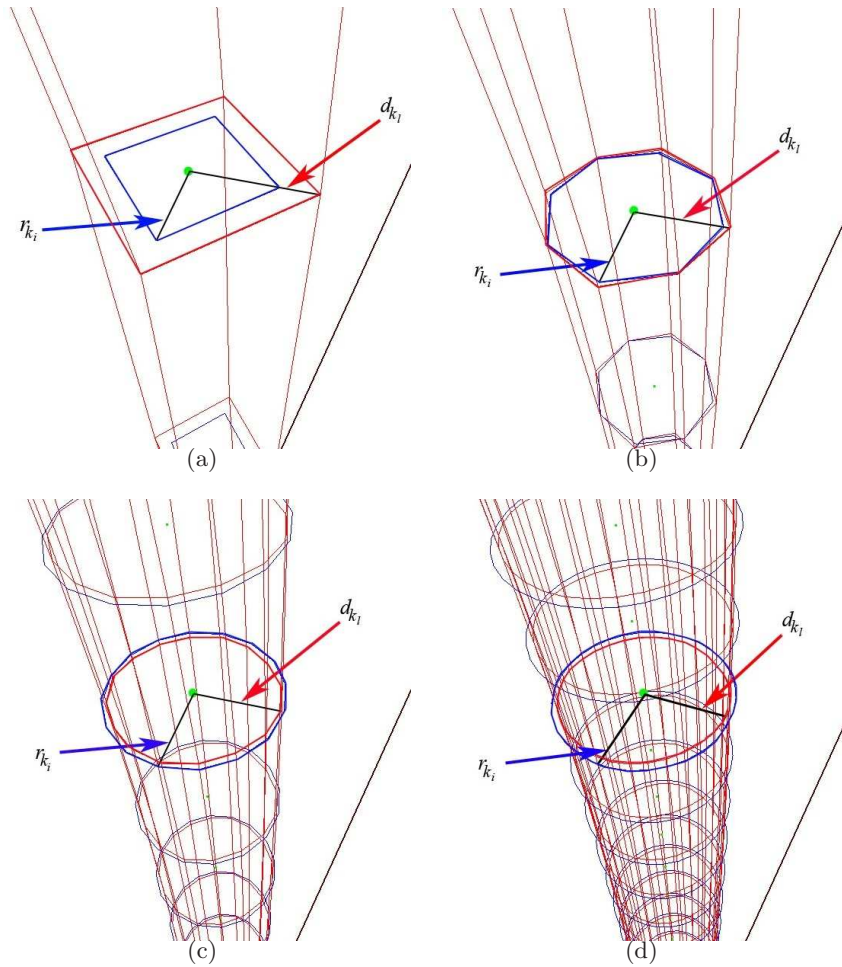 d_{k_l}
r_{k_i}
(a)
d_{k_l}
r_{k_i}
(b)
d_{k_l}
r_{k_i}
(c)
d_{k_l}
r_{k_i}
(d)